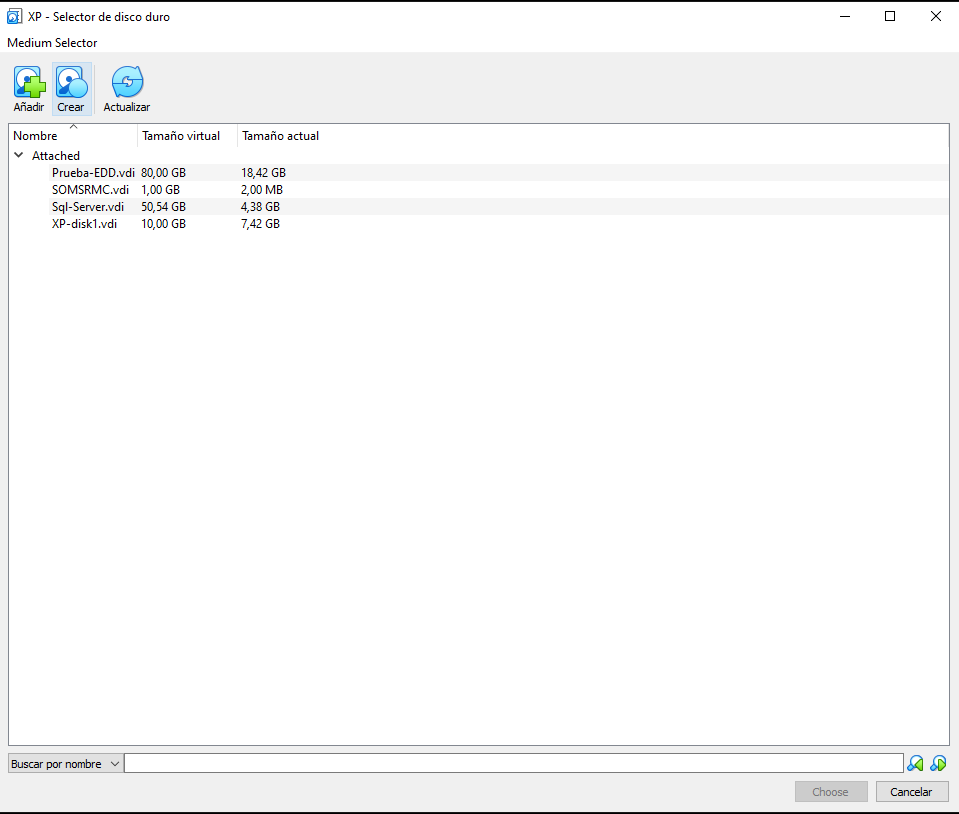 XP - Selector de disco duro
Medium Selector
Añadir Crear Actualizar
Nombre Tamaño virtual Tamaño actual
Attached
Prueba-EDD.vdi 80,00 GB 18,42 GB
SOMSRMC.vdi 1,00 GB 2,00 MB
Sql-Server.vdi 50,54 GB 4,38 GB
XP-disk1.vdi 10,00 GB 7,42 GB
Buscar por nombre
Choose Cancelar